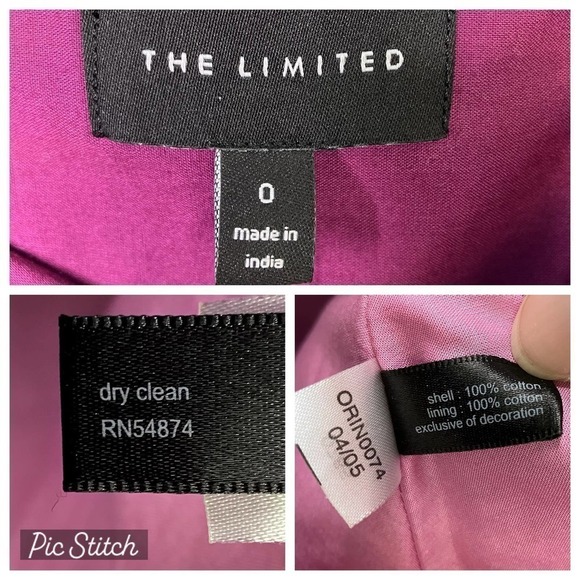 THE LIMITED
0
made in
india
dry clean
RN54874
ORIN0074
04/05
shell : 100% cotton
lining : 100% cotton
exclusive of decoration
Pic Stitch